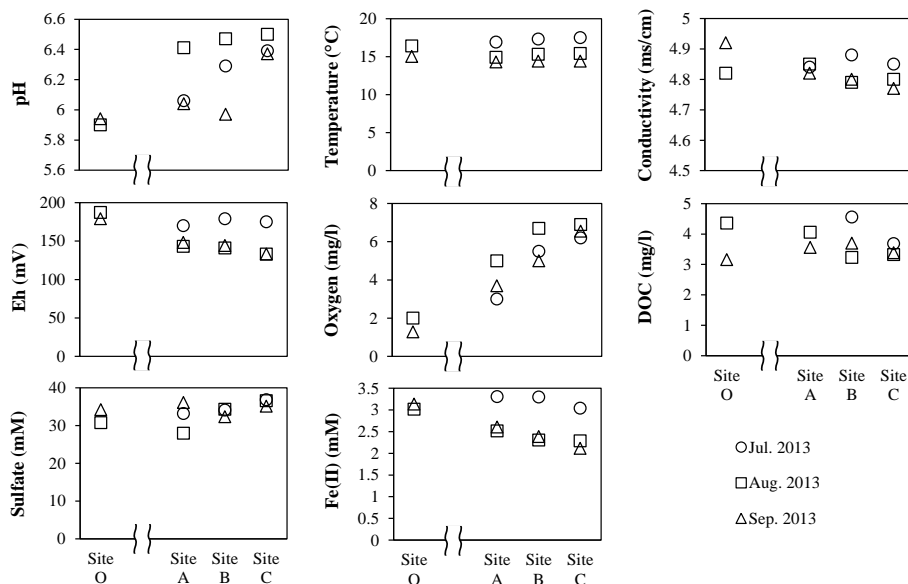 6.6
6.4
6.2
6
5.8
5.6
pH
20
15
10
5
0
Temperature (°C)
5
4.9
4.8
4.7
4.6
4.5
Conductivity (ms/cm)
200
150
100
50
0
Eh (mV)
8
6
4
2
0
Oxygen (mg/l)
5
4
3
2
1
0
DOC (mg/l)
Site O
Site A
Site B
Site C
40
30
20
10
0
Sulfate (mM)
Site O
Site A
Site B
Site C
3.5
3
2.5
2
1.5
1
0.5
0
Fe(II) (mM)
Site O
Site A
Site B
Site C
Jul. 2013
Aug. 2013
Sep. 2013